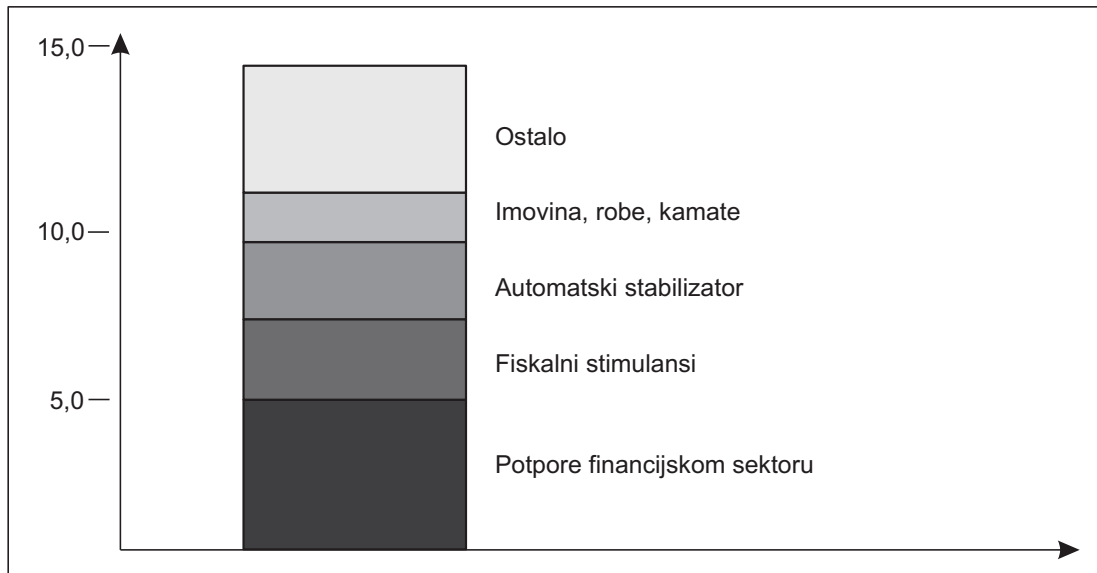 15,0
Ostalo
Imovina, robe, kamate
10,0
Automatski stabilizator
Fiskalni stimulansi
5,0
Potpore financijskom sektoru